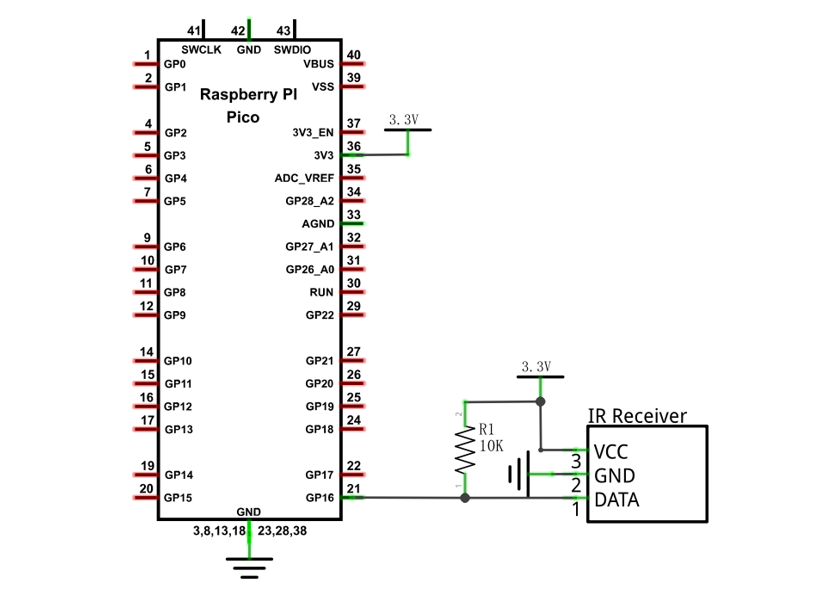 41 42 43
SWCLK GND SWDIO
1 GP0 VBUS 40
2 GP1 VSS 39
Raspberry PI
Pico
4 GP2 3V3_EN 37
3.3V
5 GP3 3V3 36
6 GP4 ADC_VREF 35
7 GP5 GP28_A2 34
AGND 33
9 GP6 GP27_A1 32
10 GP7 GP26_A0 31
11 GP8 RUN 30
12 GP9 GP22 29
14 GP10 GP21 27
15 GP11 GP20 26
16 GP12 GP19 25
17 GP13 GP18 24
19 GP14 GP17 22
20 GP15 GP16 21
GND
3,8,13,18 23,28,38
3.3V
2
R1
10K
1
IR Receiver
VCC
3
GND
2
DATA
1